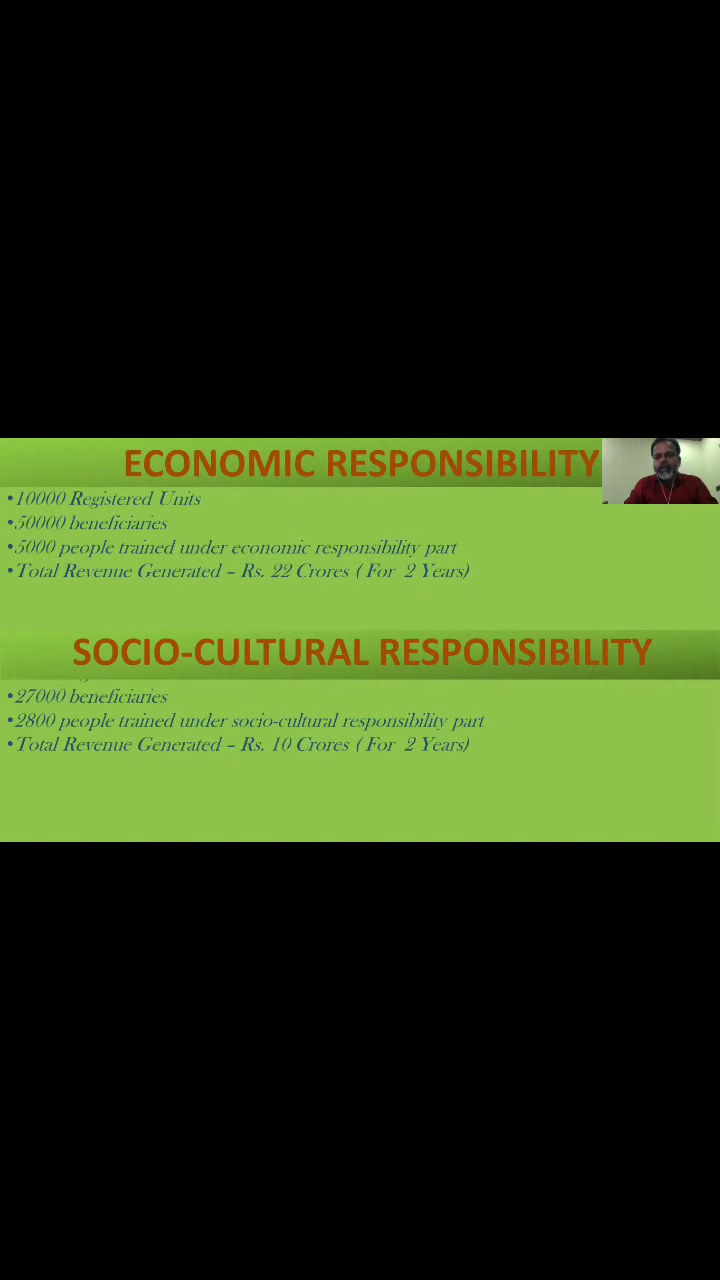 ECONOMIC RESPONSIBILITY
•10000 Registered Units
•50000 beneficiaries
•5000 people trained under economic responsibility part
•Total Revenue Generated – Rs. 22 Crores ( For 2 Years)
SOCIO-CULTURAL RESPONSIBILITY
•27000 beneficiaries
•2800 people trained under socio-cultural responsibility part
•Total Revenue Generated – Rs. 10 Crores ( For 2 Years)